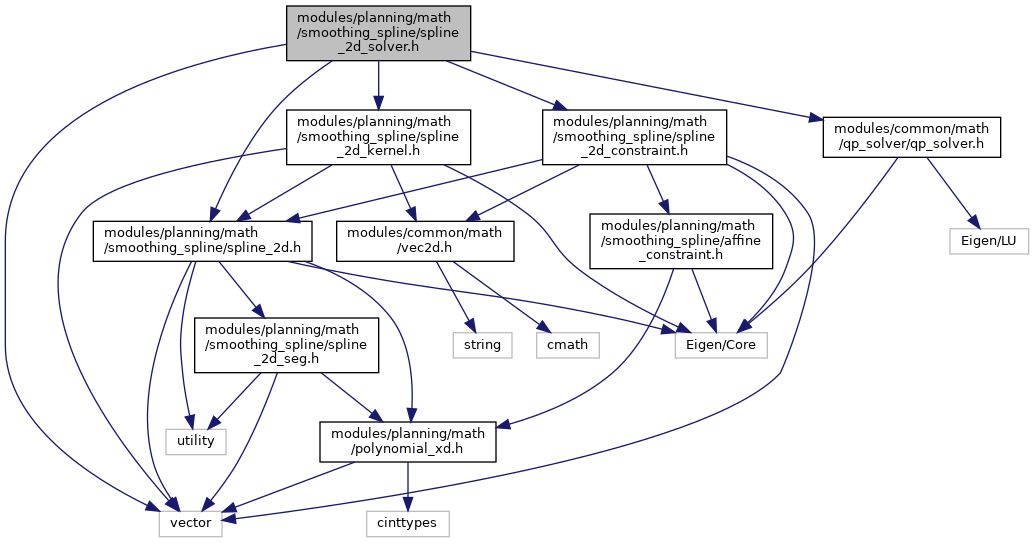 modules/planning/math
/smoothing_spline/spline
_2d_solver.h
modules/planning/math
/smoothing_spline/spline
_2d_kernel.h
modules/planning/math
/smoothing_spline/spline
_2d_constraint.h
modules/common/math
/qp_solver/qp_solver.h
modules/planning/math
/smoothing_spline/spline_2d.h
modules/common/math
/vec2d.h
modules/planning/math
/smoothing_spline/affine
_constraint.h
Eigen/LU
modules/planning/math
/smoothing_spline/spline
_2d_seg.h
string
cmath
Eigen/Core
utility
modules/planning/math
/polynomial_xd.h
vector
cinttypes